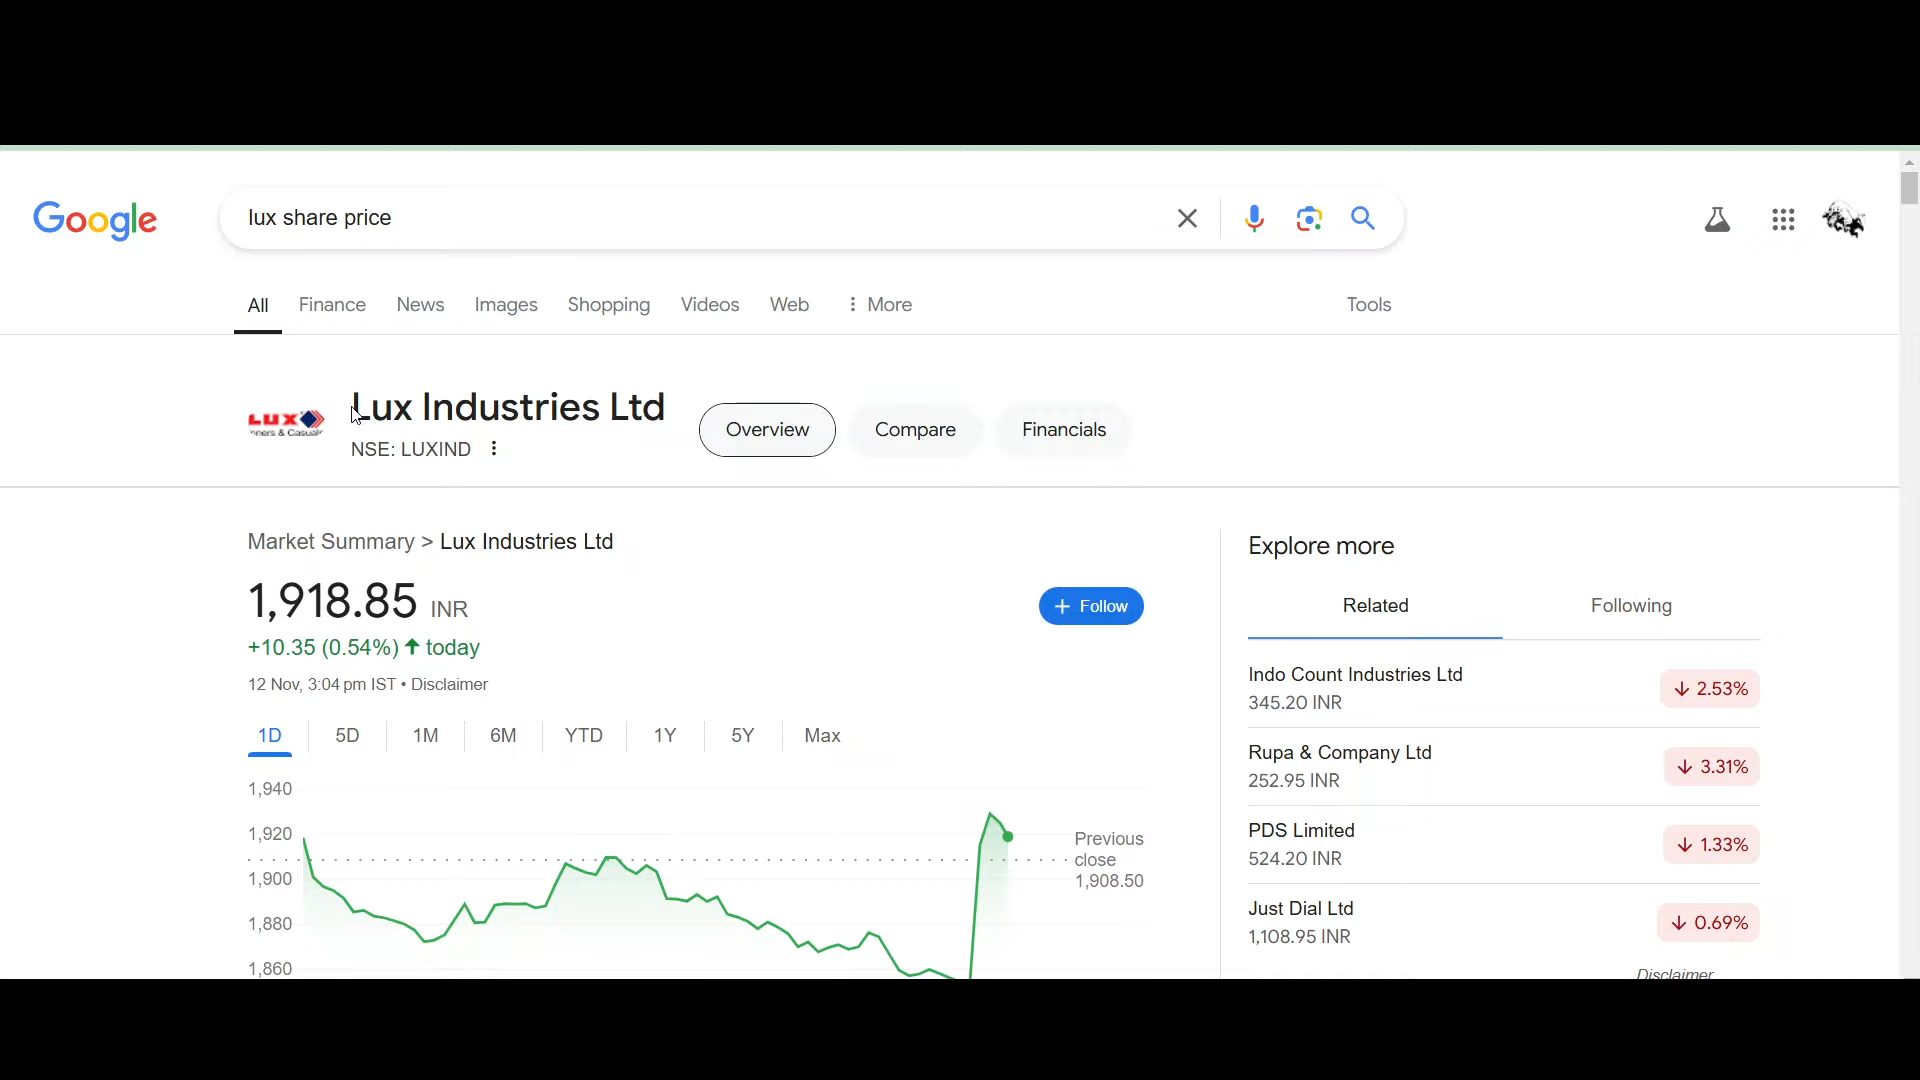 Google
lux share price
All Finance News Images Shopping Videos Web More Tools
LUX
Lux Industries Ltd
NSE: LUXIND
Overview Compare Financials
Market Summary > Lux Industries Ltd
1,918.85 INR
+10.35 (0.54%) today
12 Nov, 3:04 pm IST • Disclaimer
+ Follow
1D 5D 1M 6M YTD 1Y 5Y Max
1,940
1,920
1,900
1,880
1,860
Previous
close
1,908.50
Explore more
Related Following
Indo Count Industries Ltd
345.20 INR
2.53%
Rupa & Company Ltd
252.95 INR
3.31%
PDS Limited
524.20 INR
1.33%
Just Dial Ltd
1,108.95 INR
0.69%
Disclaimer